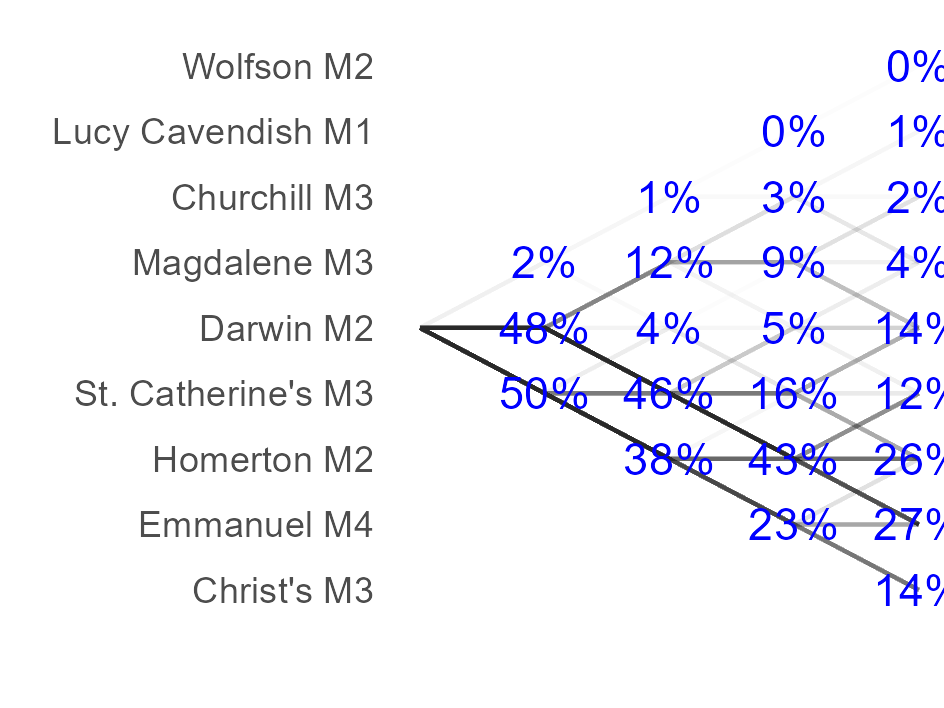 Wolfson M2 0%
Lucy Cavendish M1 0% 1%
Churchill M3 1% 3% 2%
Magdalene M3 2% 12% 9% 4%
Darwin M2 48% 4% 5% 14%
St. Catherine's M3 50% 46% 16% 12%
Homerton M2 38% 43% 26%
Emmanuel M4 23% 27%
Christ's M3 14%